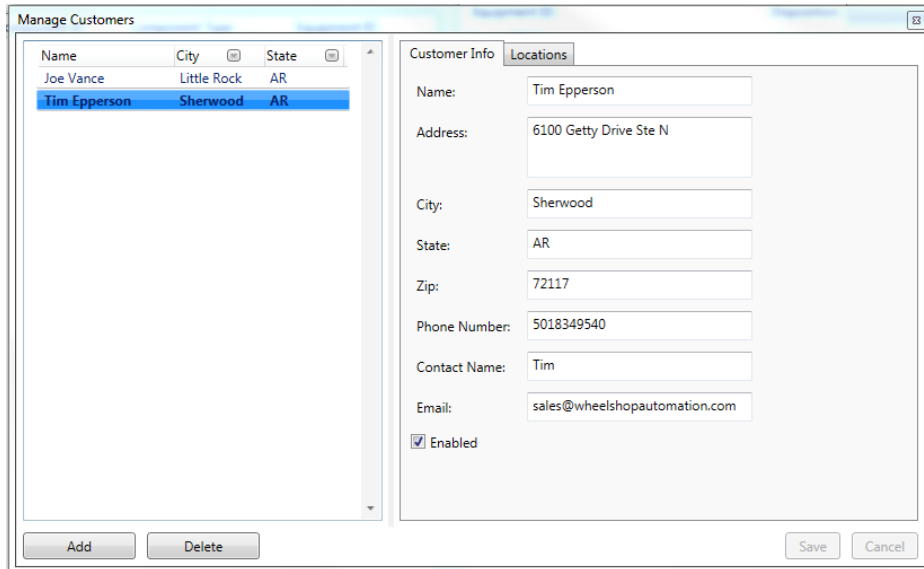 Equipment ID
Manage Customers
Name City State
Joe Vance Little Rock AR
Tim Epperson Sherwood AR
Customer Info Locations
Name: Tim Epperson
Address: 6100 Getty Drive Ste N
City: Sherwood
State: AR
Zip: 72117
Phone Number: 5018349540
Contact Name: Tim
Email: sales@wheelshopautomation.com
Enabled
Add Delete Save Cancel